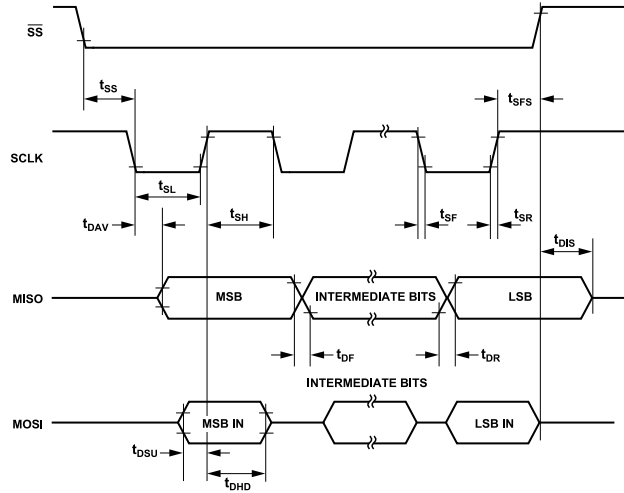 SS
tSS
tSFS
SCLK
tSL
tSH
tSF
tSR
tDAV
tDIS
MISO
MSB
INTERMEDIATE BITS
LSB
tDF
tDR
INTERMEDIATE BITS
MOSI
MSB IN
LSB IN
tDSU
tDHD